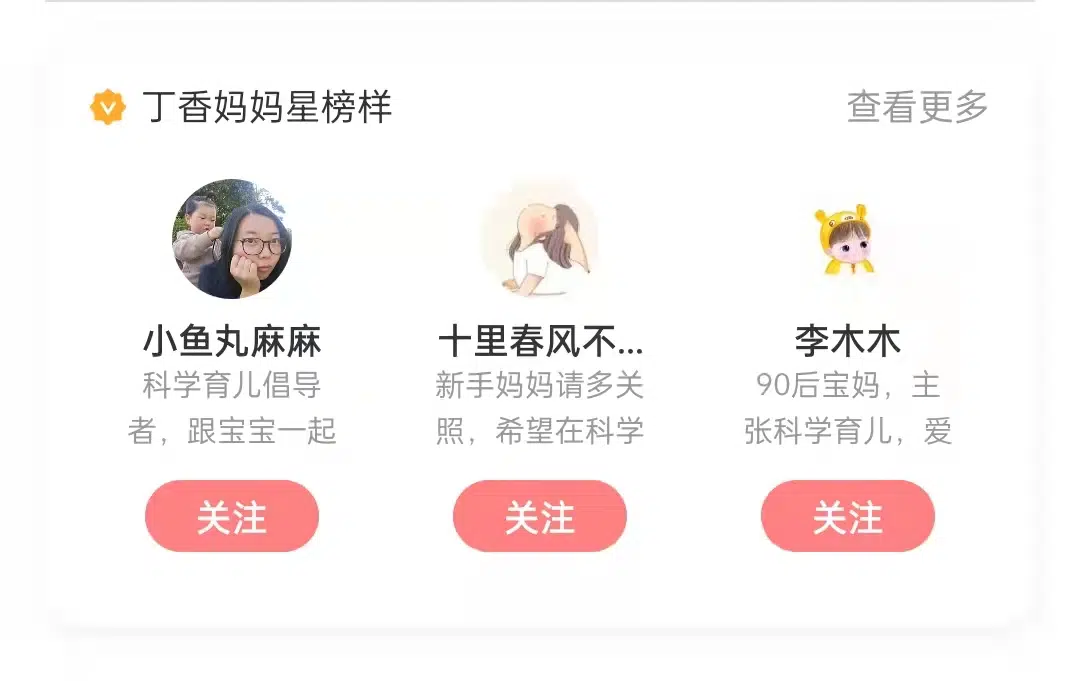 丁香妈妈星榜样
查看更多
小鱼丸麻麻
十里春风不...
李木木
科学育儿倡导
者，跟宝宝一起
新手妈妈请多关
照，希望在科学
90后宝妈，主
张科学育儿，爱
关注
关注
关注